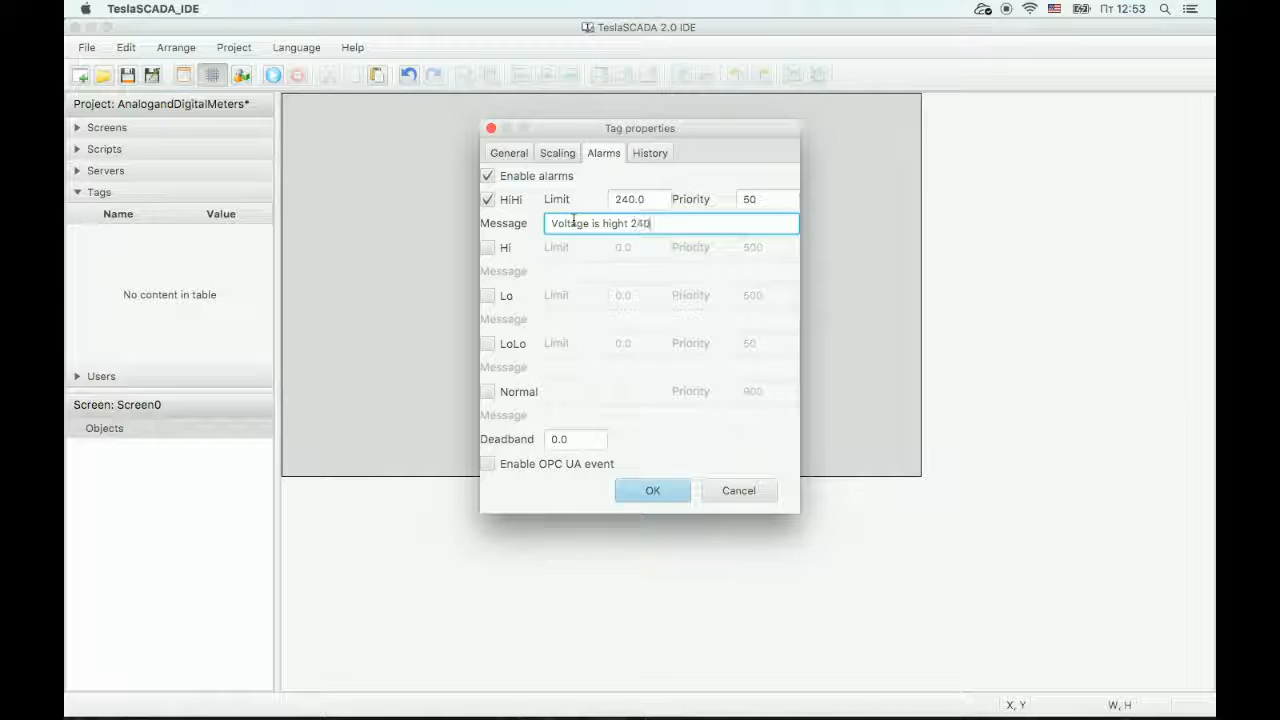 TeslaSCADA_IDE
Пт 12:53
TeslaSCADA 2.0 IDE
File Edit Arrange Project Language Help
Project: AnalogandDigitalMeters*
Screens
Scripts
Servers
Tags
Name Value
No content in table
Users
Screen: Screen0
Objects
Tag properties
General Scaling Alarms History
Enable alarms
HiHi Limit 240.0 Priority 50
Message Voltage is hight 240
Hi Limit 0.0 Priority 500
Message
Lo Limit 0.0 Priority 500
Message
LoLo Limit 0.0 Priority 50
Message
Normal Priority 900
Message
Deadband 0.0
Enable OPC UA event
OK Cancel
X, Y W, H